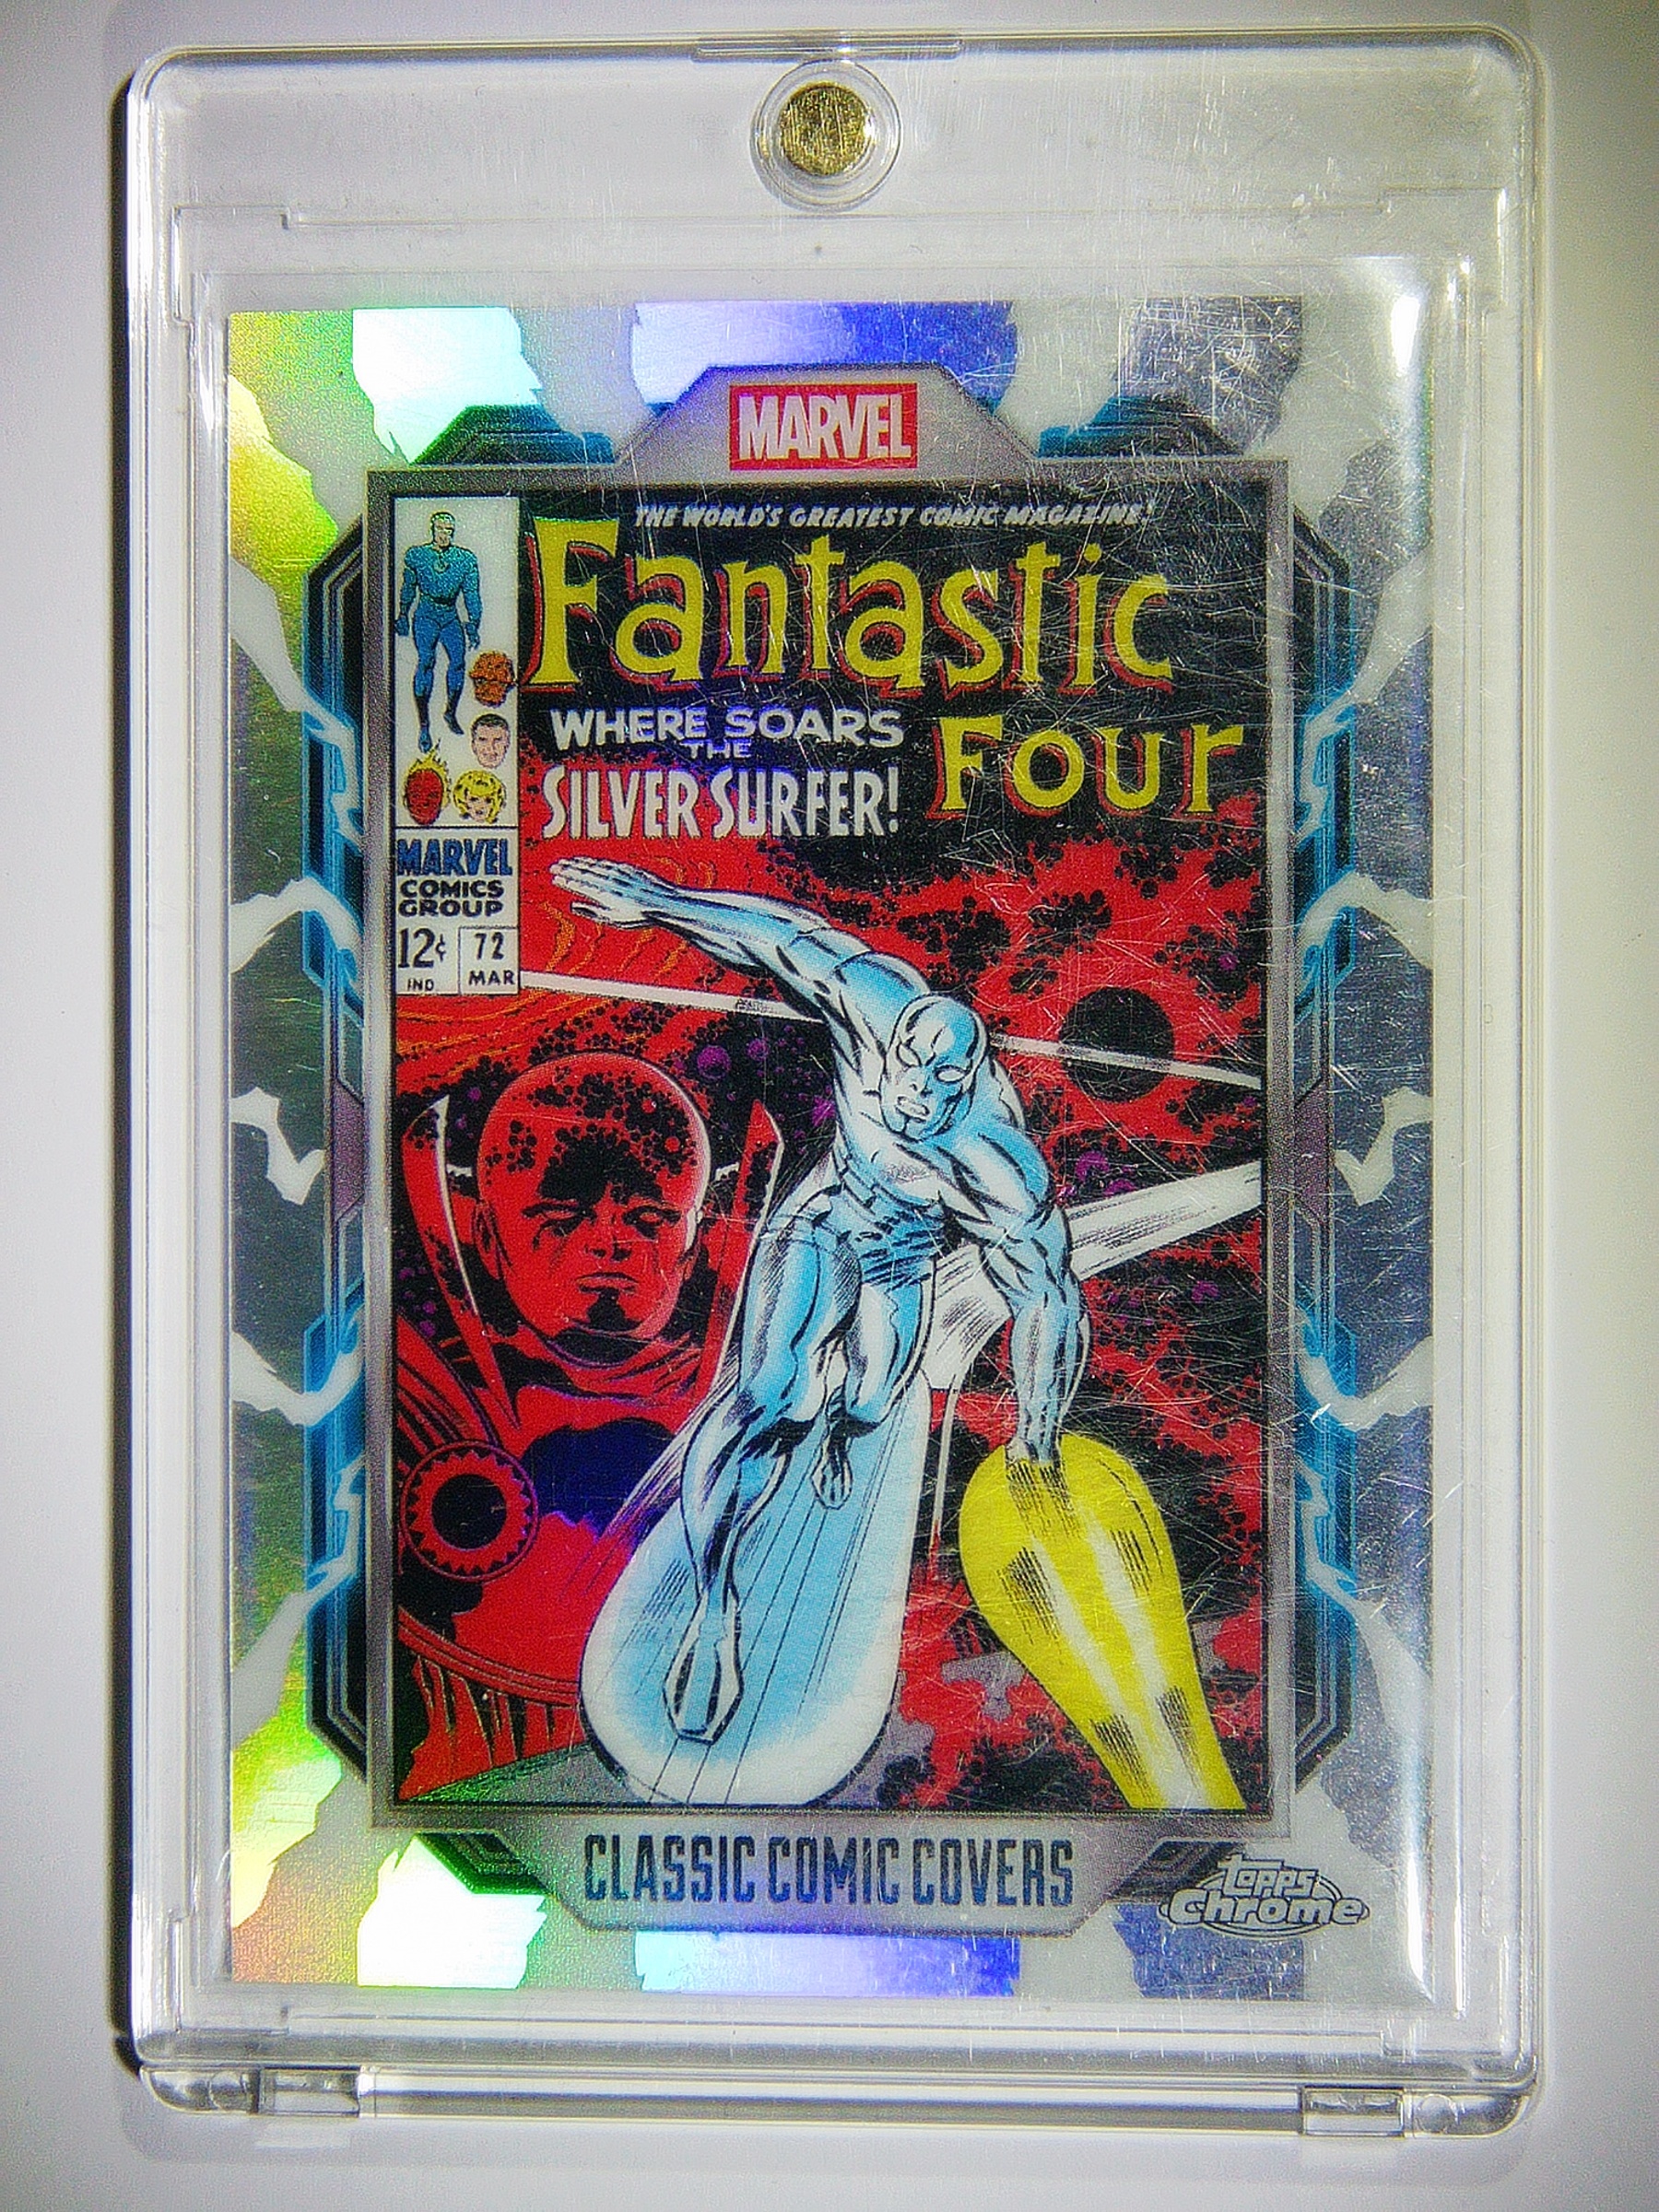 MARVEL
THE WORLD'S GREATEST COMIC MAGAZINE!
Fantastic
Four
WHERE SOARS
THE
SILVER SURFER!
MARVEL
COMICS
GROUP
12¢ 72
IND. MAR
CLASSIC COMIC COVERS
Topps
Chrome